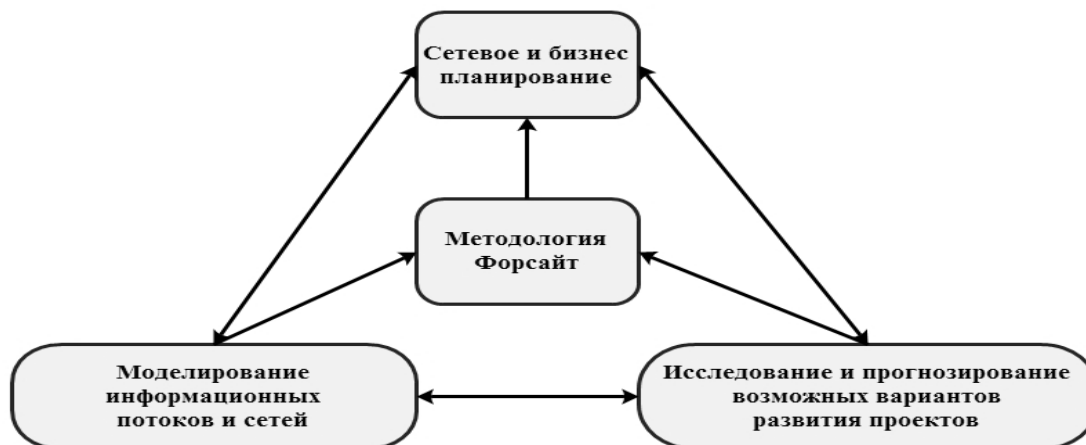 Сетевое и бизнес
планирование
Методология
Форсайт
Моделирование
информационных
потоков и сетей
Исследование и прогнозирование
возможных вариантов
развития проектов